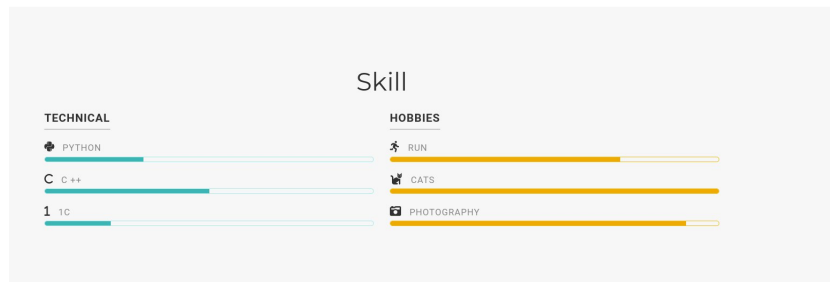 Skill
TECHNICAL
PYTHON
C C ++
1 1C
HOBBIES
RUN
CATS
PHOTOGRAPHY